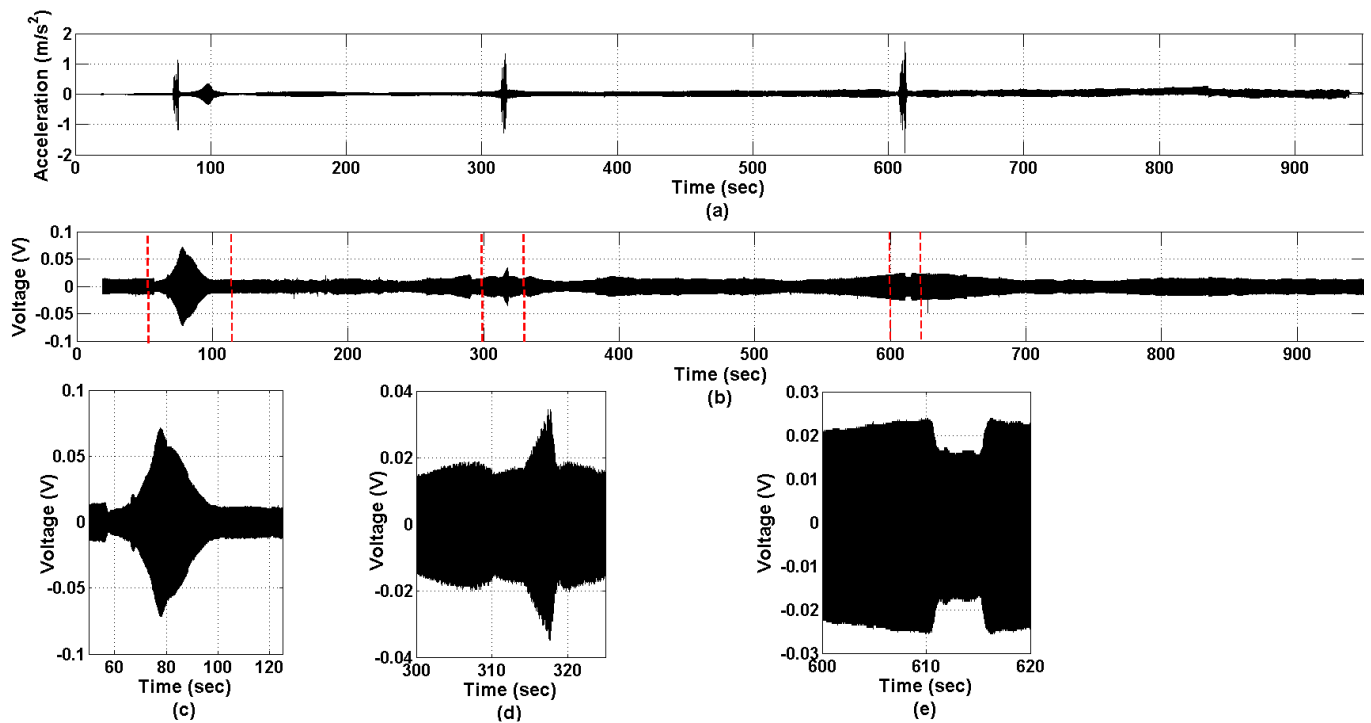 Acceleration (m/s²)
2
1
0
-1
-2
0 100 200 300 400 500 600 700 800 900
Time (sec)
(a)
Voltage (V)
0.1
0.05
0
-0.05
-0.1
0 100 200 300 400 500 600 700 800 900
Time (sec)
(b)
Voltage (V)
0.1
0.05
0
-0.05
-0.1
60 80 100 120
Time (sec)
(c)
Voltage (V)
0.04
0.02
0
-0.02
-0.04
300 310 320
Time (sec)
(d)
Voltage (V)
0.03
0.02
0.01
0
-0.01
-0.02
-0.03
600 610 620
Time (sec)
(e)